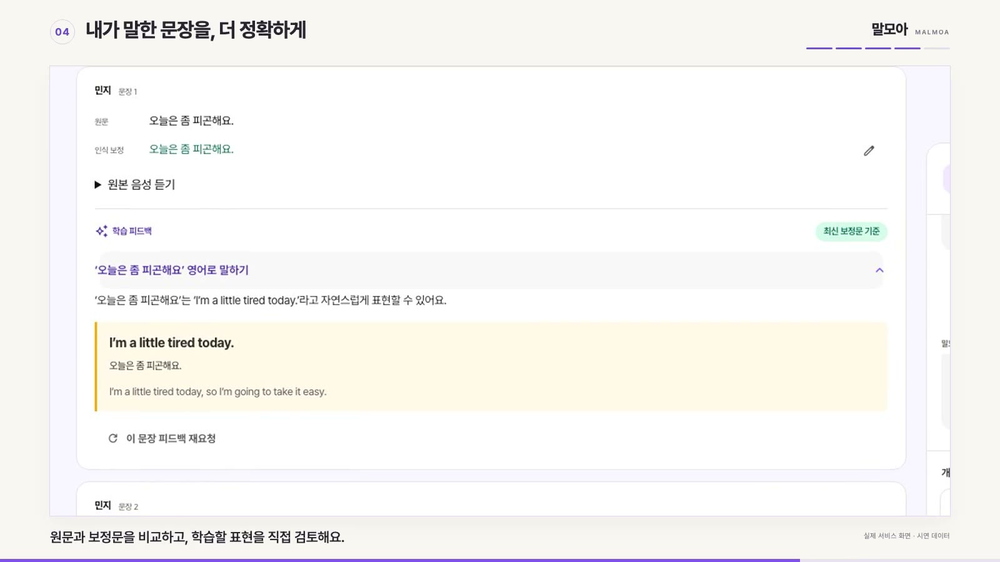 04 내가 말한 문장을, 더 정확하게
말모아 MALMOA
민지 문장 1
원문 오늘은 좀 피곤해요.
인식 보정 오늘은 좀 피곤해요.
▶ 원본 음성 듣기
학습 피드백
최신 보정문 기준
‘오늘은 좀 피곤해요’ 영어로 말하기
‘오늘은 좀 피곤해요’는 ‘I’m a little tired today.’라고 자연스럽게 표현할 수 있어요.
I’m a little tired today.
오늘은 좀 피곤해요.
I’m a little tired today, so I’m going to take it easy.
이 문장 피드백 재요청
민지 문장 2
원문과 보정문을 비교하고, 학습할 표현을 직접 검토해요.
실제 서비스 화면 · 시연 데이터